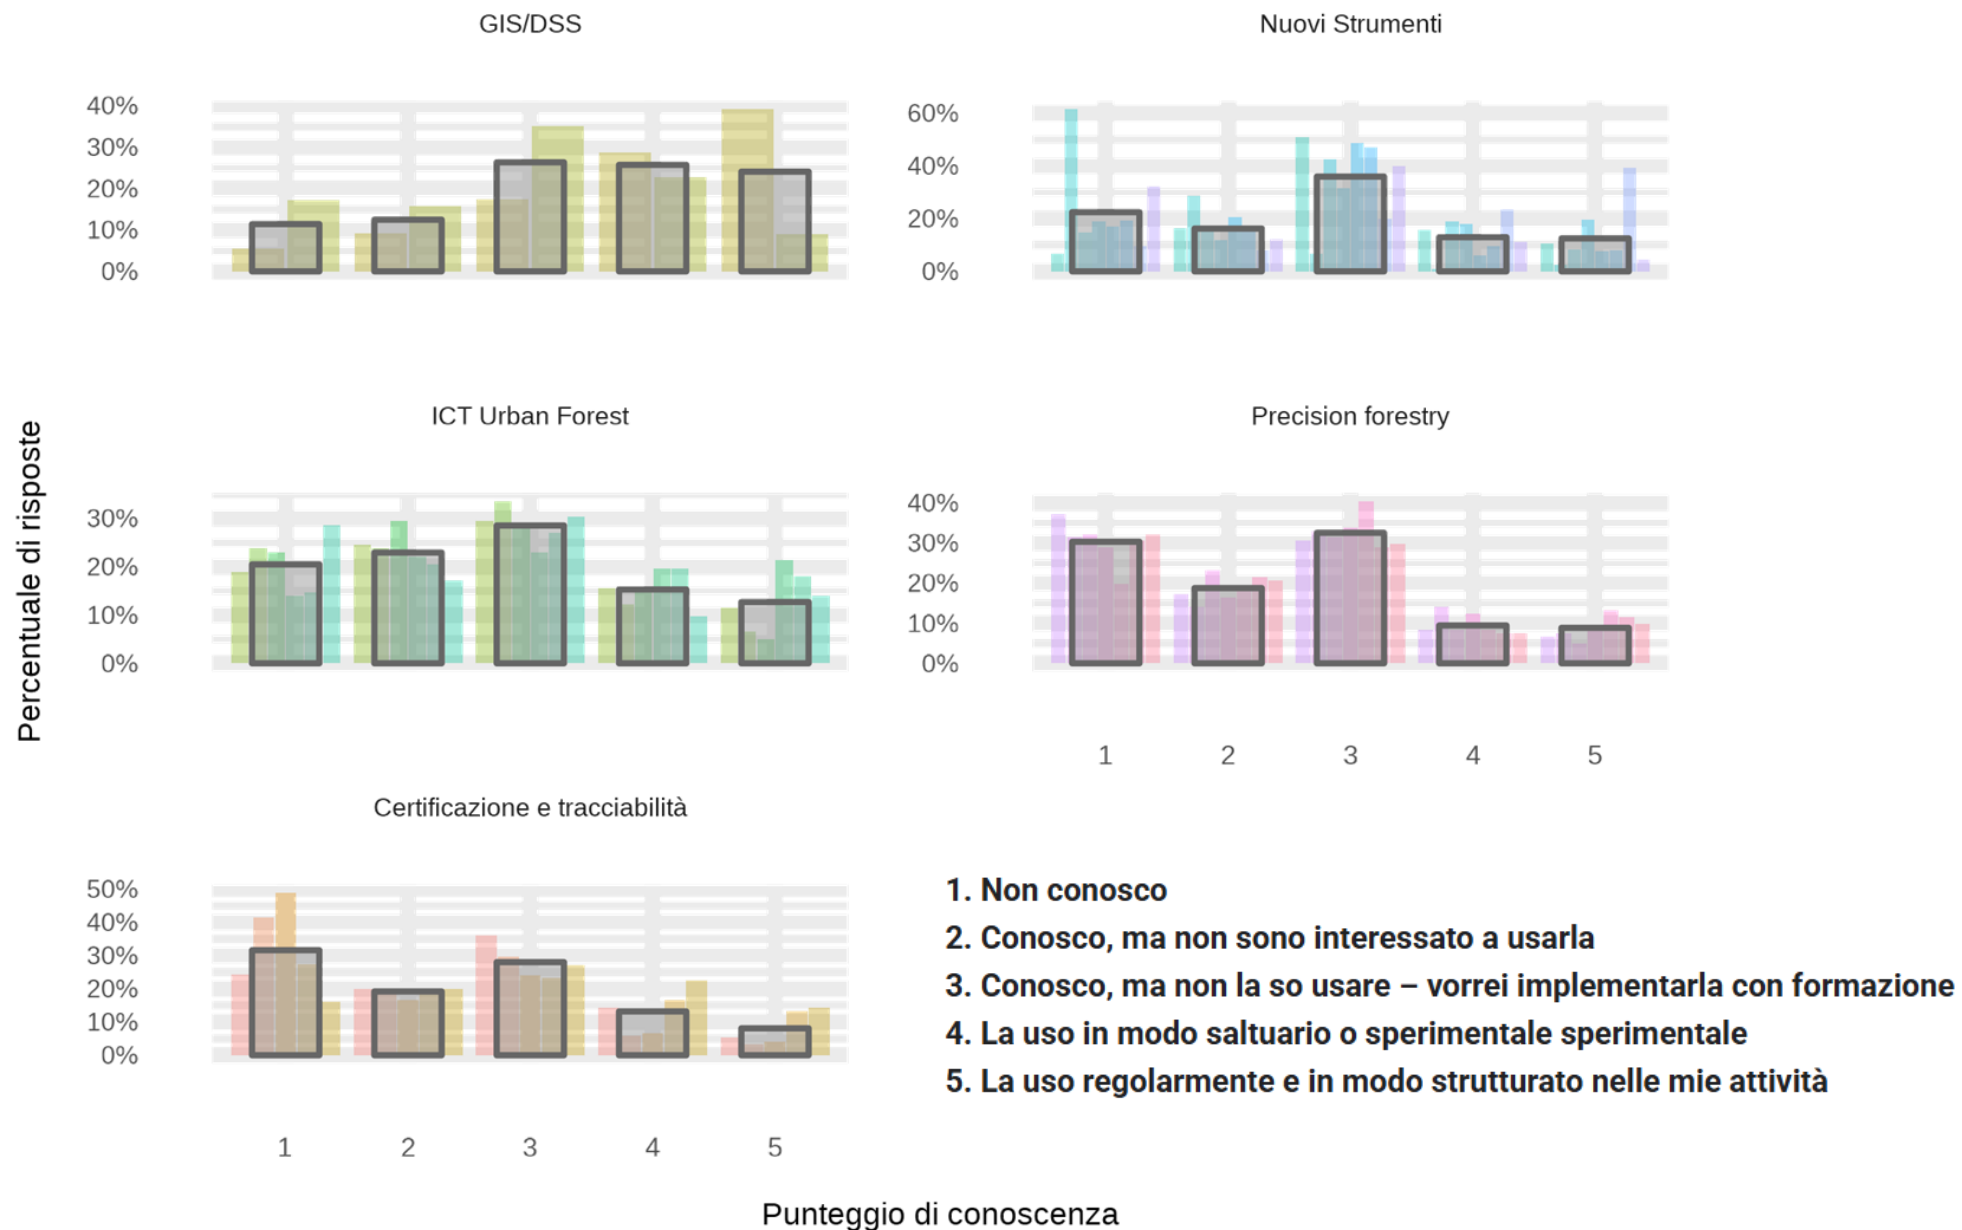 GIS/DSS
Nuovi Strumenti
40%
30%
20%
10%
0%
60%
40%
20%
0%
Percentuale di risposte
ICT Urban Forest
Precision forestry
30%
20%
10%
0%
40%
30%
20%
10%
0%
1 2 3 4 5
Certificazione e tracciabilità
50%
40%
30%
20%
10%
0%
1 2 3 4 5
1. Non conosco
2. Conosco, ma non sono interessato a usarla
3. Conosco, ma non la so usare – vorrei implementarla con formazione
4. La uso in modo saltuario o sperimentale sperimentale
5. La uso regolarmente e in modo strutturato nelle mie attività
Punteggio di conoscenza